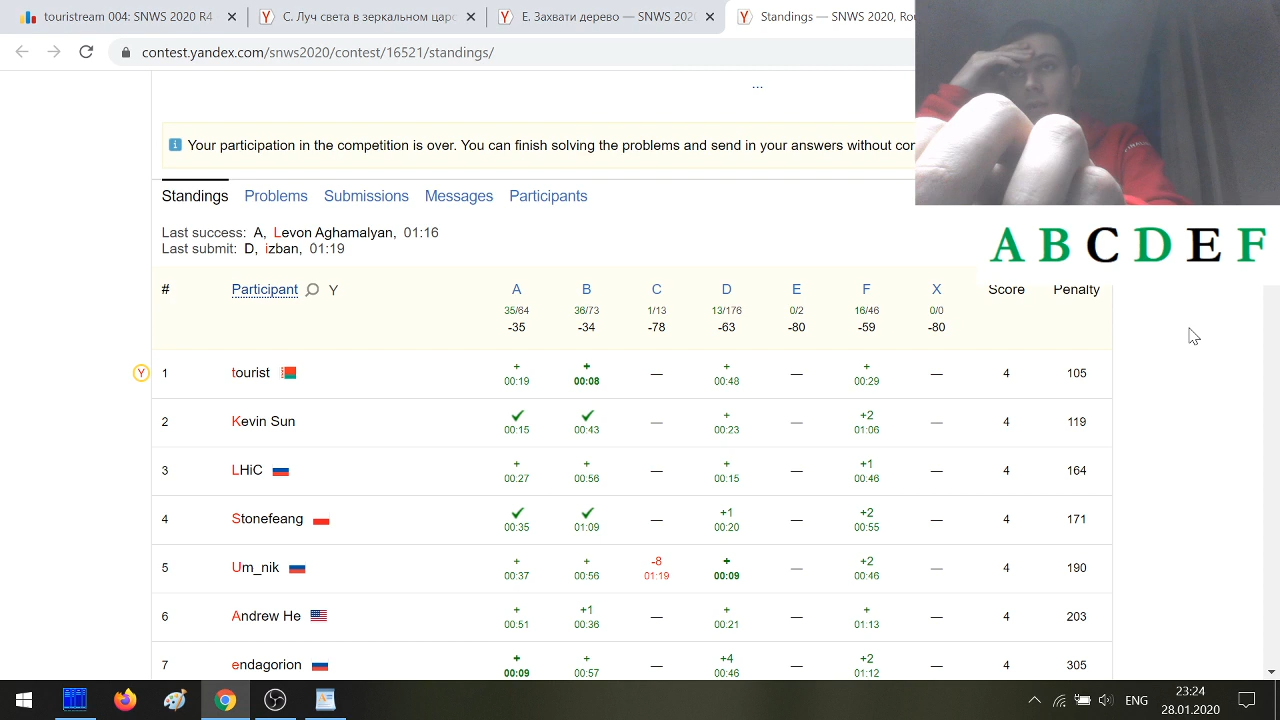 touristream 004: SNWS 2020 R4
С. Луч света в зеркальном цар
Е. Захвати дерево — SNWS 202
Standings — SNWS 2020, Rou
contest.yandex.com/snws2020/contest/16521/standings/
...
Your participation in the competition is over. You can finish solving the problems and send in your answers without con
Standings Problems Submissions Messages Participants
Last success: A, Levon Aghamalyan, 01:16
Last submit: D, izban, 01:19
A B C D E F
# Participant Y A B C D E F X Score Penalty
35/64 36/73 1/13 13/176 0/2 16/46 0/0
-35 -34 -78 -63 -80 -59 -80
Y 1 tourist + + — + — + — 4 105
00:19 00:08 00:48 00:29
2 Kevin Sun ✓ ✓ — + — +2 — 4 119
00:15 00:43 00:23 01:06
3 LHiC + + — + — +1 — 4 164
00:27 00:56 00:15 00:46
4 Stonefeang ✓ ✓ — +1 — +2 — 4 171
00:35 01:09 00:20 00:55
5 Um_nik + + -8 + — +2 — 4 190
00:37 00:56 01:19 00:09 00:46
6 Andrew He + +1 — + — + — 4 203
00:51 00:36 00:21 01:13
7 endagorion + + — +4 — +2 — 4 305
00:09 00:57 00:46 01:12
ENG
23:24
28.01.2020